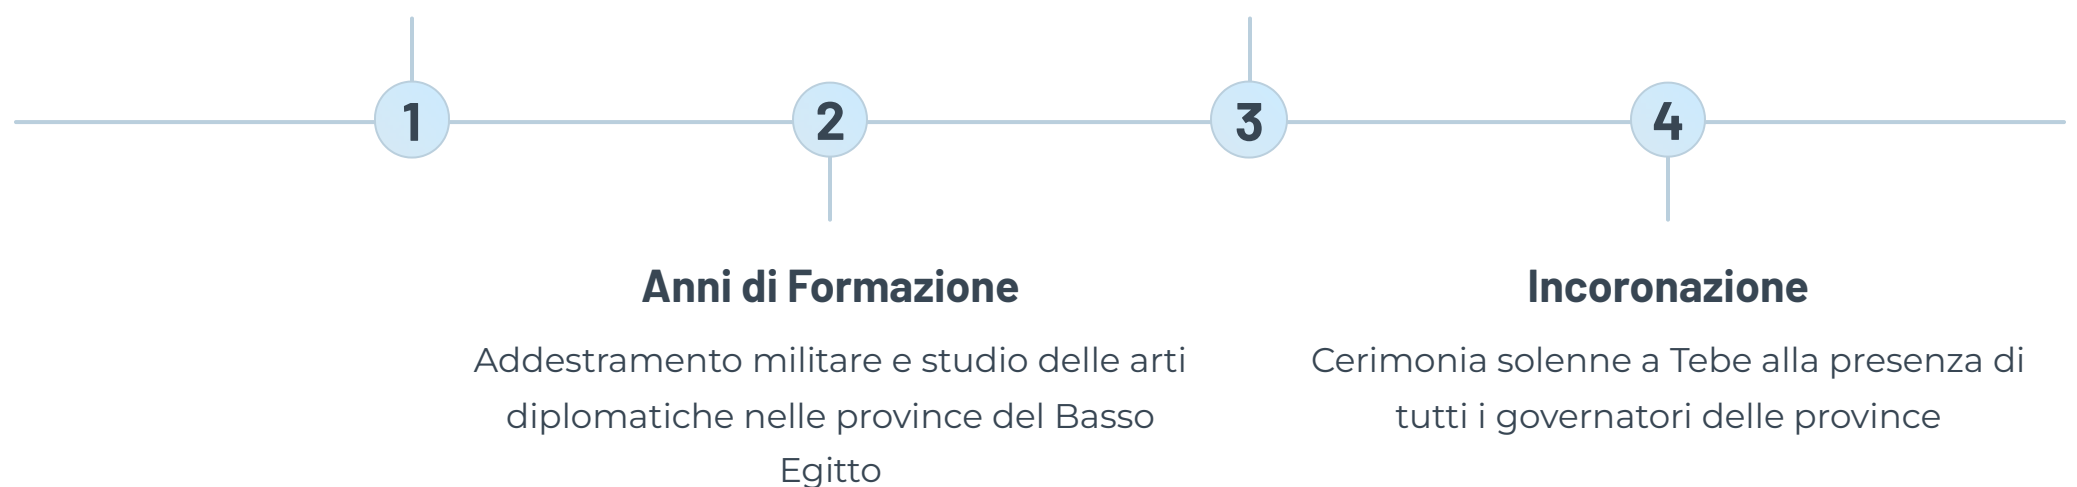 1
2
3
4
Anni di Formazione
Addestramento militare e studio delle arti
diplomatiche nelle province del Basso
Egitto
Incoronazione
Cerimonia solenne a Tebe alla presenza di
tutti i governatori delle province